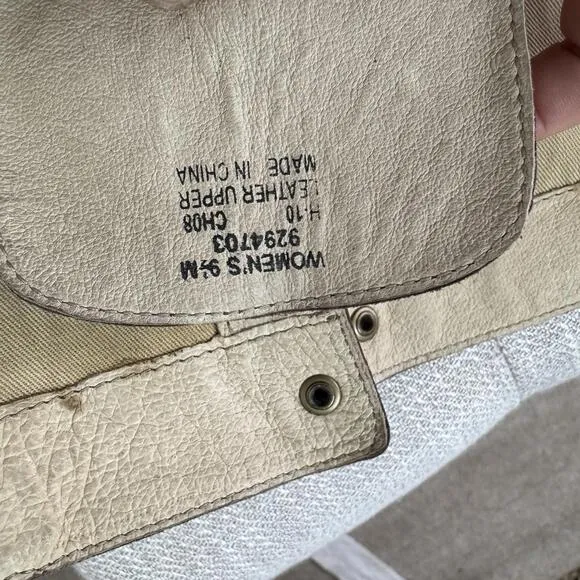 WOMEN'S 9½M
9294703
H-10 CH08
LEATHER UPPER
MADE IN CHINA